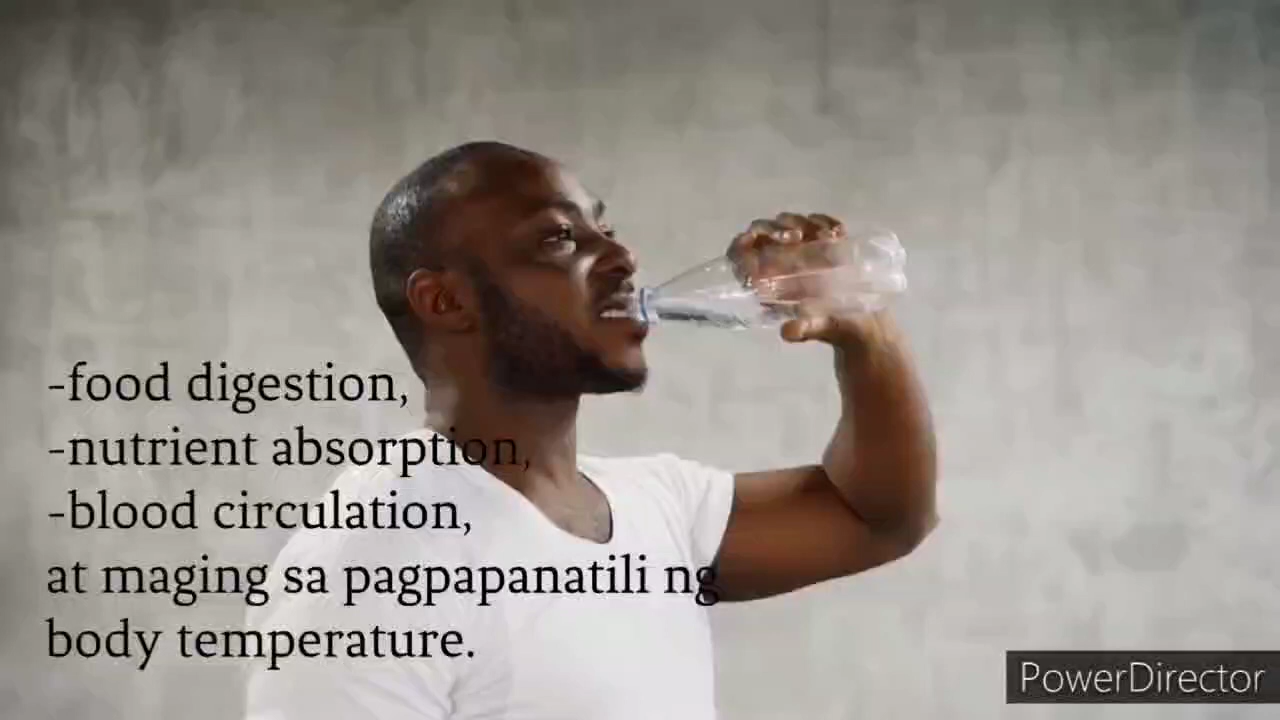 -food digestion,
-nutrient absorption,
-blood circulation,
at maging sa pagpapanatili ng
body temperature.
PowerDirector